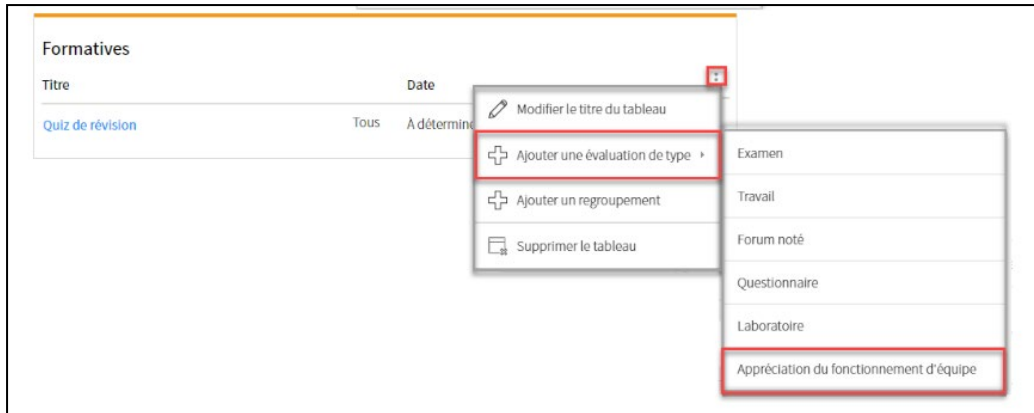 Formatives
Titre Date
Quiz de révision Tous À détermine
Modifier le titre du tableau
Ajouter une évaluation de type
Ajouter un regroupement
Supprimer le tableau
Examen
Travail
Forum noté
Questionnaire
Laboratoire
Appréciation du fonctionnement d'équipe